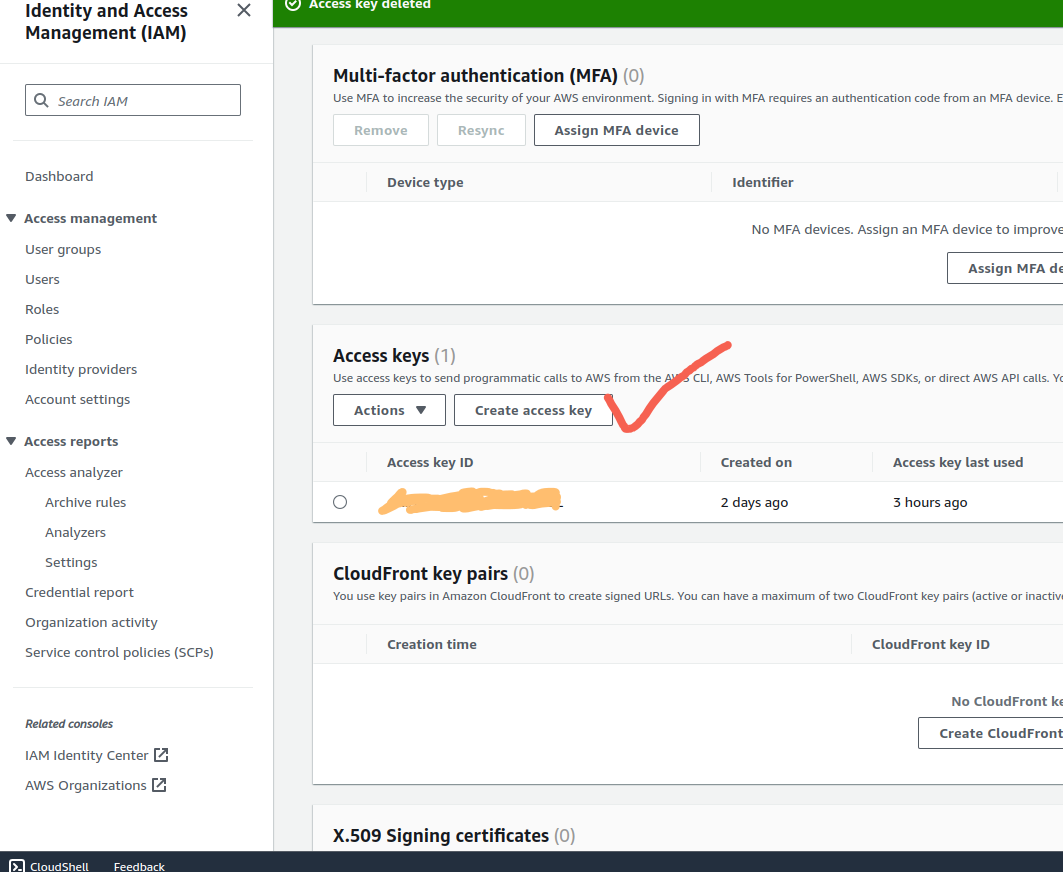 Identity and Access
Management (IAM)
Search IAM
Dashboard
Access management
User groups
Users
Roles
Policies
Identity providers
Account settings
Access reports
Access analyzer
Archive rules
Analyzers
Settings
Credential report
Organization activity
Service control policies (SCPs)
Related consoles
IAM Identity Center
AWS Organizations
Access key deleted
Multi-factor authentication (MFA) (0)
Use MFA to increase the security of your AWS environment. Signing in with MFA requires an authentication code from an MFA device. E
Remove Resync Assign MFA device
Device type Identifier
No MFA devices. Assign an MFA device to improve
Assign MFA de
Access keys (1)
Use access keys to send programmatic calls to AWS from the AWS CLI, AWS Tools for PowerShell, AWS SDKs, or direct AWS API calls. Yo
Actions Create access key
Access key ID Created on Access key last used
2 days ago 3 hours ago
CloudFront key pairs (0)
You use key pairs in Amazon CloudFront to create signed URLs. You can have a maximum of two CloudFront key pairs (active or inactive
Creation time CloudFront key ID
No CloudFront ke
Create CloudFront
X.509 Signing certificates (0)
CloudShell Feedback